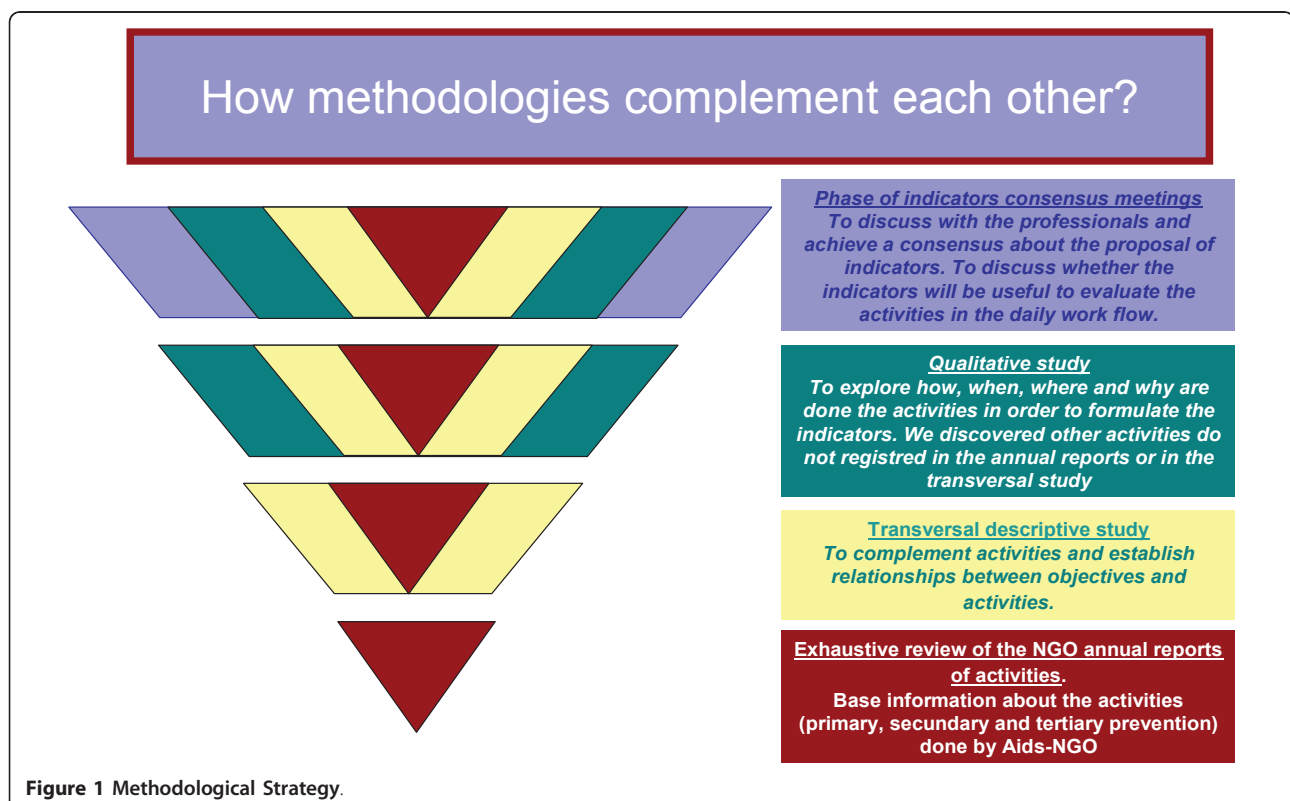 How methodologies complement each other?
Phase of indicators consensus meetings
To discuss with the professionals and
achieve a consensus about the proposal of
indicators. To discuss whether the
indicators will be useful to evaluate the
activities in the daily work flow.
Qualitative study
To explore how, when, where and why are
done the activities in order to formulate the
indicators. We discovered other activities do
not registred in the annual reports or in the
transversal study
Transversal descriptive study
To complement activities and establish
relationships between objectives and
activities.
Exhaustive review of the NGO annual reports
of activities.
Base information about the activities
(primary, secundary and tertiary prevention)
done by Aids-NGO
Figure 1 Methodological Strategy.